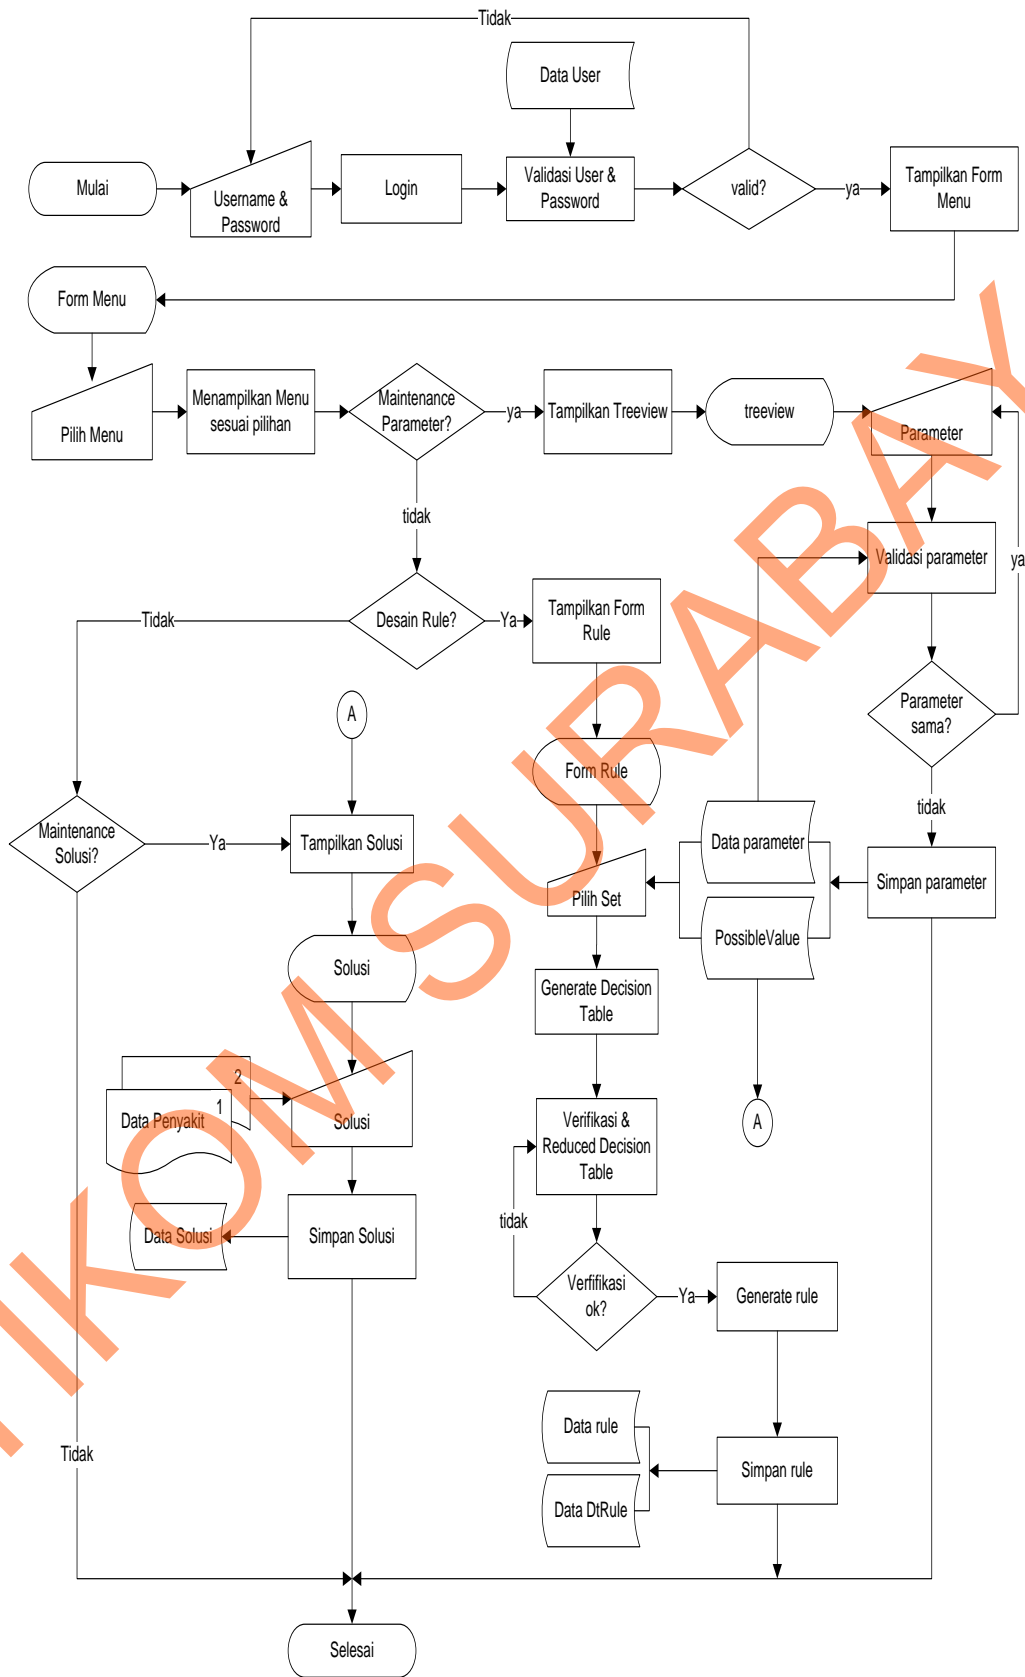 Tidak
Data User
Mulai
Username &
Password
Login
Validasi User &
Password
valid?
ya
Tampilkan Form
Menu
Form Menu
Pilih Menu
Menampilkan Menu
sesuai pilihan
Maintenance
Parameter?
ya
Tampilkan Treeview
treeview
Parameter
tidak
Validasi parameter
ya
Desain Rule?
Tidak
Ya
Tampilkan Form
Rule
Parameter
sama?
A
Form Rule
tidak
Maintenance
Solusi?
Ya
Tampilkan Solusi
Data parameter
Simpan parameter
Pilih Set
PossibleValue
Solusi
Generate Decision
Table
2
1
Data Penyakit
Solusi
Verifikasi &
Reduced Decision
Table
A
tidak
Data Solusi
Simpan Solusi
Verfifikasi
ok?
Ya
Generate rule
Tidak
Data rule
Simpan rule
Data DtRule
Selesai
TIKOM SURABAY